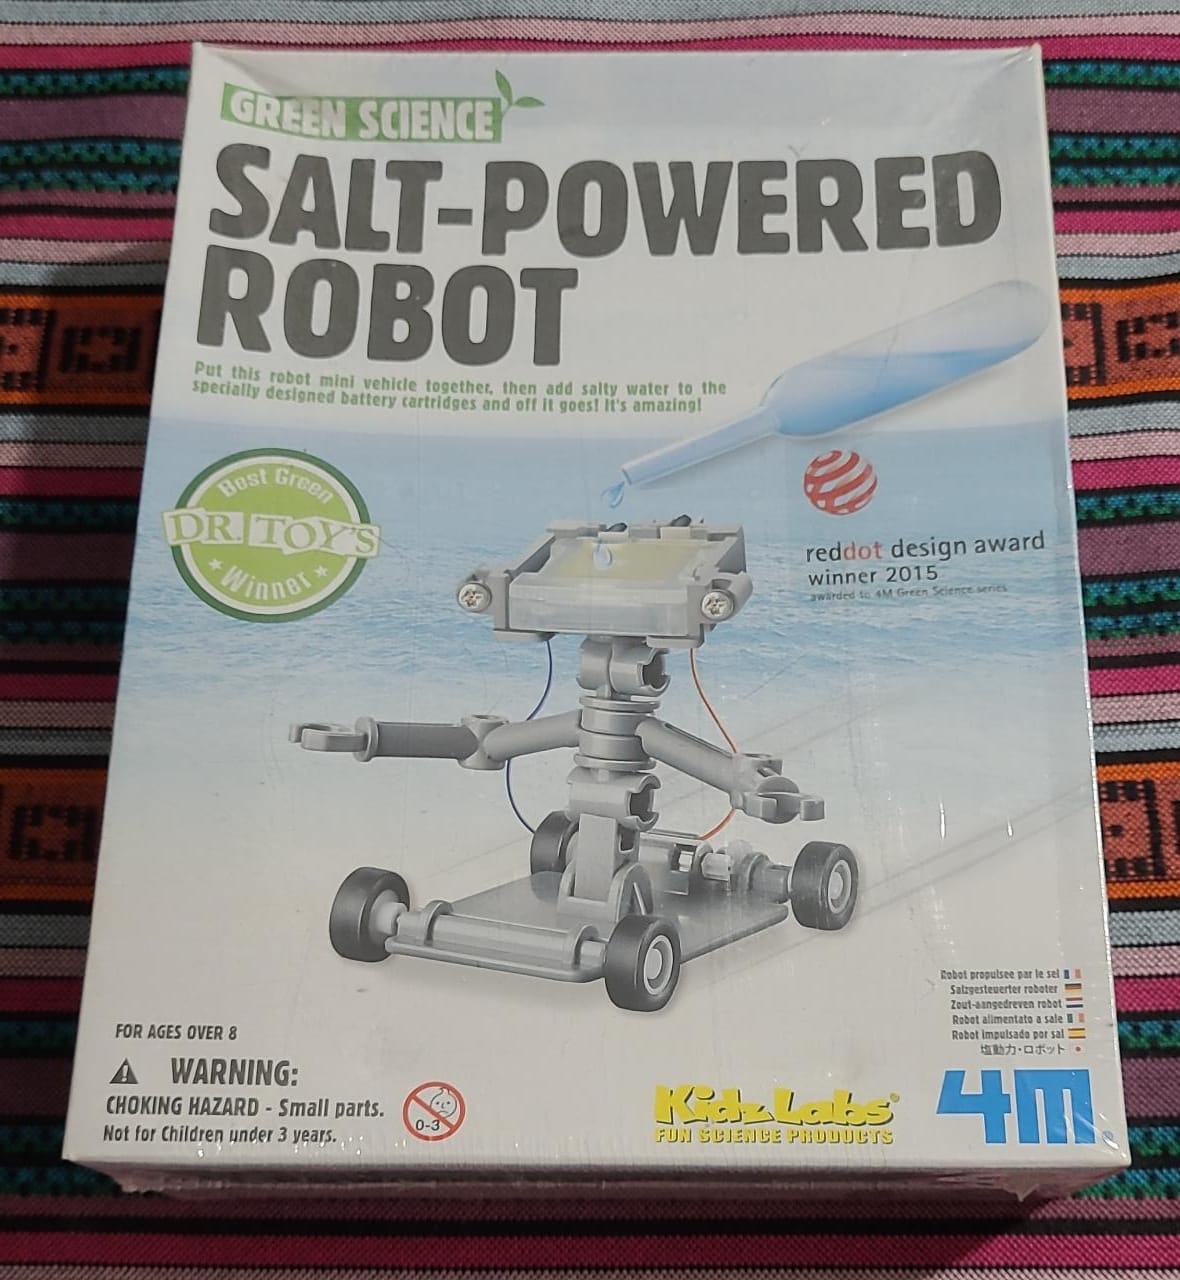 GREEN SCIENCE
SALT-POWERED
ROBOT
Put this robot mini vehicle together, then add salty water to the
specially designed battery cartridges and off it goes! It's amazing!
Best Green
DR. TOY'S
Winner
reddot design award
winner 2015
awarded to 4M Green Science series
Robot propulsee par le sel
Salzgesteuerter roboter
Zout-aangedreven robot
Robot alimentato a sale
Robot impulsado por sal
塩動力・ロボット
FOR AGES OVER 8
WARNING:
CHOKING HAZARD - Small parts.
Not for Children under 3 years.
0-3
KidzLabs®
FUN SCIENCE PRODUCTS
4M®